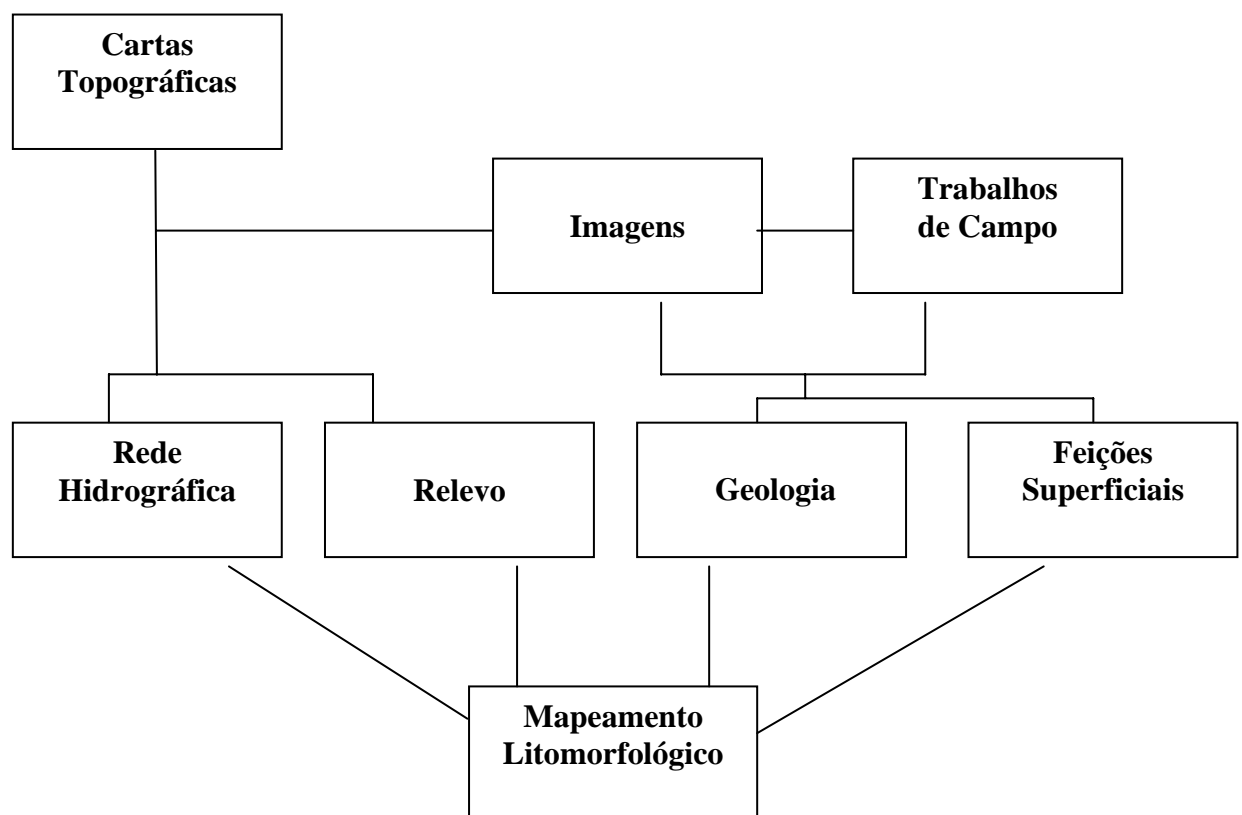 Cartas
Topográficas
Imagens
Trabalhos
de Campo
Rede
Hidrográfica
Relevo
Geologia
Feições
Superficiais
Mapeamento
Litomorfológico